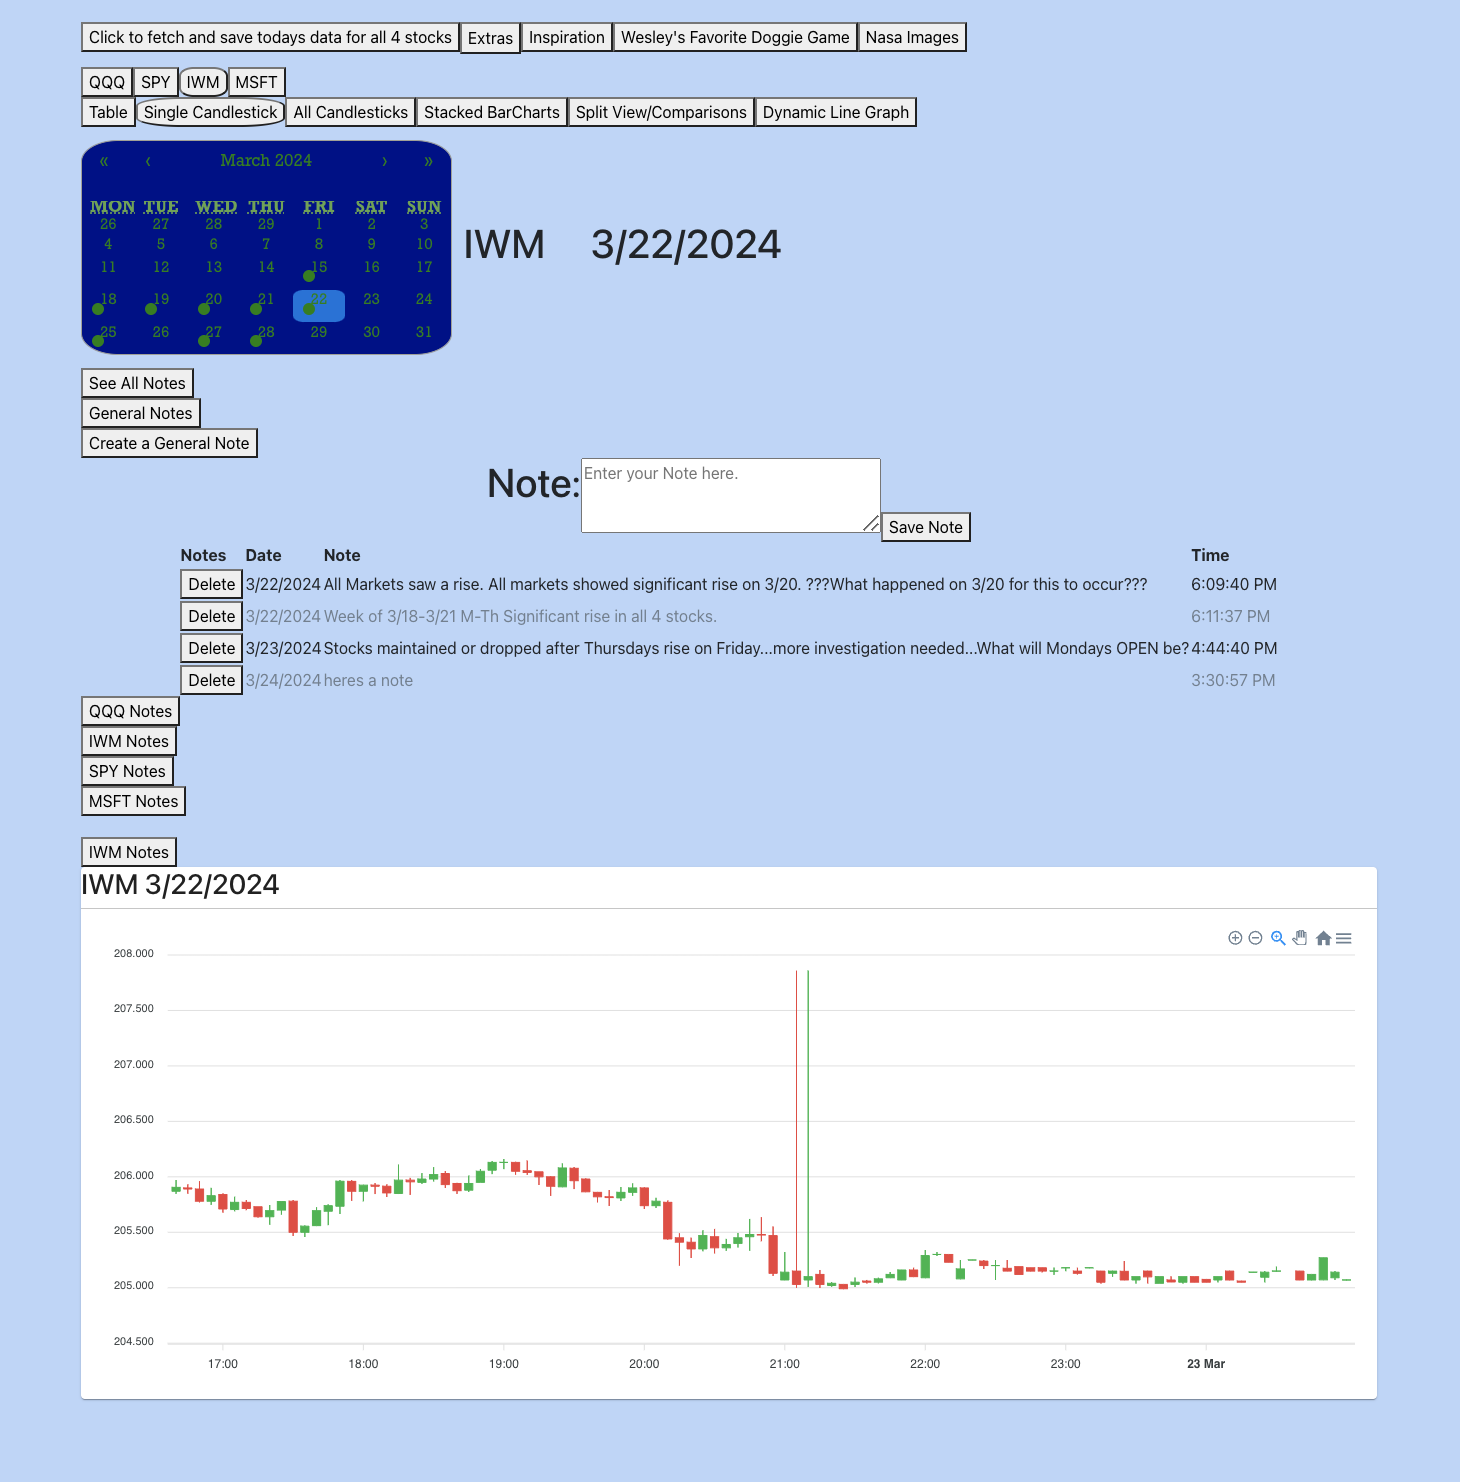 Click to fetch and save todays data for all 4 stocks Extras Inspiration Wesley's Favorite Doggie Game Nasa Images
QQQ SPY IWM MSFT
Table Single Candlestick All Candlesticks Stacked BarCharts Split View/Comparisons Dynamic Line Graph
« ‹ March 2024 › »
MON TUE WED THU FRI SAT SUN
26 27 28 29 1 2 3
4 5 6 7 8 9 10
11 12 13 14 15 16 17
18 19 20 21 22 23 24
25 26 27 28 29 30 31
IWM 3/22/2024
See All Notes
General Notes
Create a General Note
Note: Enter your Note here. Save Note
Notes Date Note Time
Delete 3/22/2024 All Markets saw a rise. All markets showed significant rise on 3/20. ???What happened on 3/20 for this to occur??? 6:09:40 PM
Delete 3/22/2024 Week of 3/18-3/21 M-Th Significant rise in all 4 stocks. 6:11:37 PM
Delete 3/23/2024 Stocks maintained or dropped after Thursdays rise on Friday...more investigation needed...What will Mondays OPEN be? 4:44:40 PM
Delete 3/24/2024 heres a note 3:30:57 PM
QQQ Notes
IWM Notes
SPY Notes
MSFT Notes
IWM Notes
IWM 3/22/2024
208.000
207.500
207.000
206.500
206.000
205.500
205.000
204.500
17:00 18:00 19:00 20:00 21:00 22:00 23:00 23 Mar